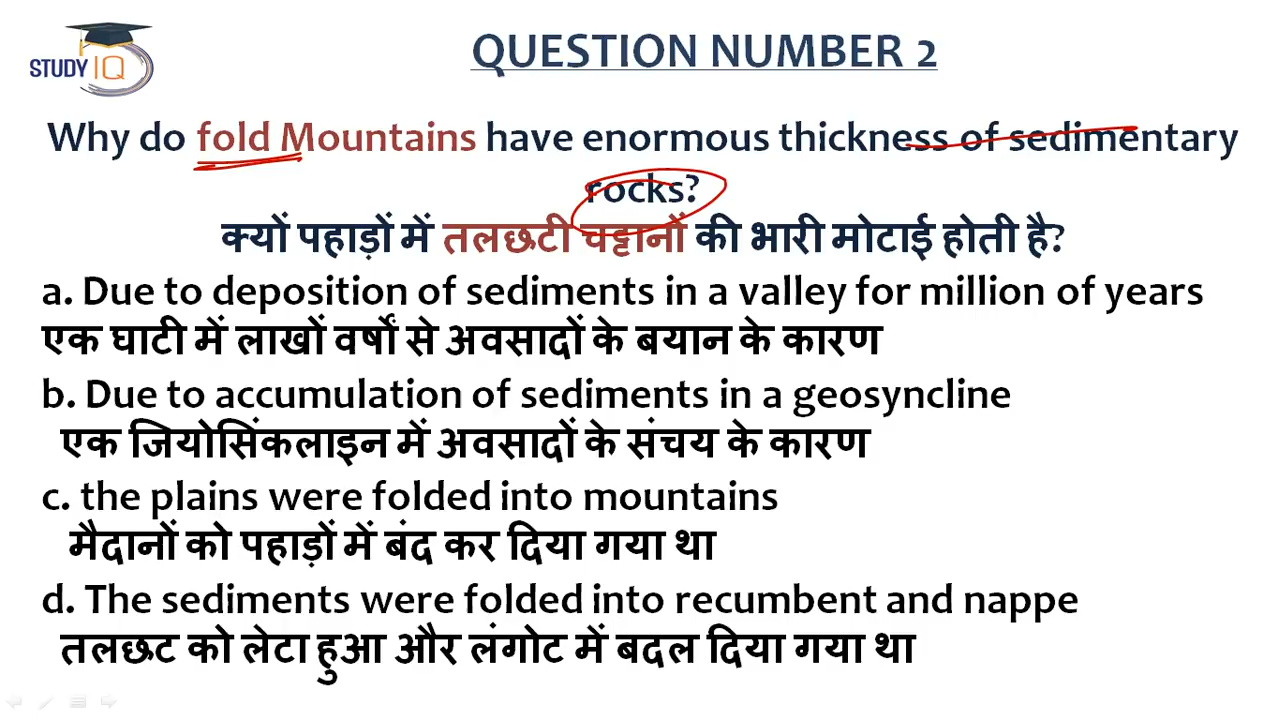 STUDY IQ
QUESTION NUMBER 2
Why do fold Mountains have enormous thickness of sedimentary
rocks?
क्यों पहाड़ों में तलछटी चट्टानों की भारी मोटाई होती है?
a. Due to deposition of sediments in a valley for million of years
एक घाटी में लाखों वर्षों से अवसादों के बयान के कारण
b. Due to accumulation of sediments in a geosyncline
एक जियोसिंकलाइन में अवसादों के संचय के कारण
c. the plains were folded into mountains
मैदानों को पहाड़ों में बंद कर दिया गया था
d. The sediments were folded into recumbent and nappe
तलछट को लेटा हुआ और लंगोट में बदल दिया गया था